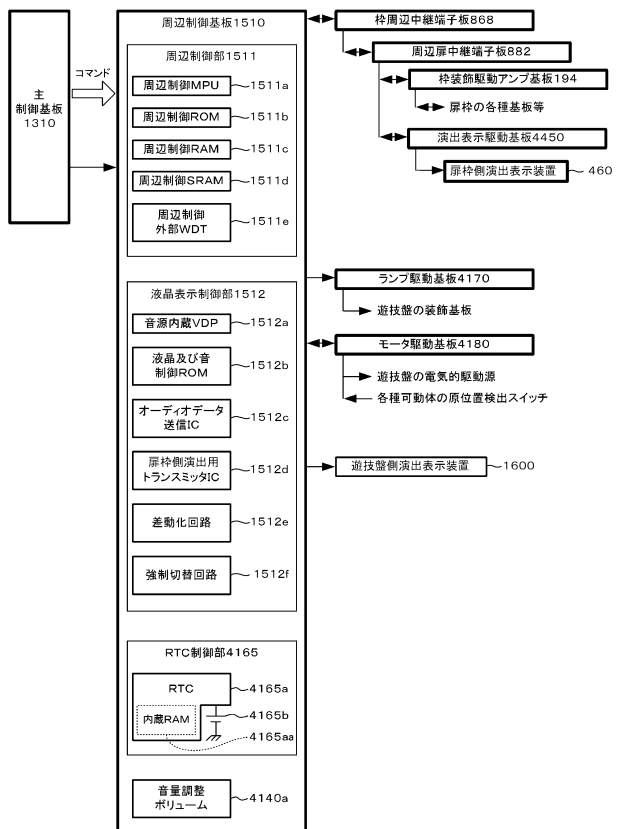 主
制御基板
1310
コマンド
周辺制御基板1510
周辺制御部1511
周辺制御MPU
1511a
周辺制御ROM
1511b
周辺制御RAM
1511c
周辺制御SRAM
1511d
周辺制御
外部WDT
1511e
液晶表示制御部1512
音源内蔵VDP
1512a
液晶及び音
制御ROM
1512b
オーディオデータ
送信IC
1512c
扉枠側演出用
トランスミッタIC
1512d
差動化回路
1512e
強制切替回路
1512f
RTC制御部4165
RTC
4165a
内蔵RAM
4165b
4165aa
音量調整
ボリューム
4140a
枠周辺中継端子板868
周辺扉中継端子板882
枠装飾駆動アンプ基板194
扉枠の各種基板等
演出表示駆動基板4450
扉枠側演出表示装置
460
ランプ駆動基板4170
遊技盤の装飾基板
モータ駆動基板4180
遊技盤の電気的駆動源
各種可動体の原位置検出スイッチ
遊技盤側演出表示装置
1600